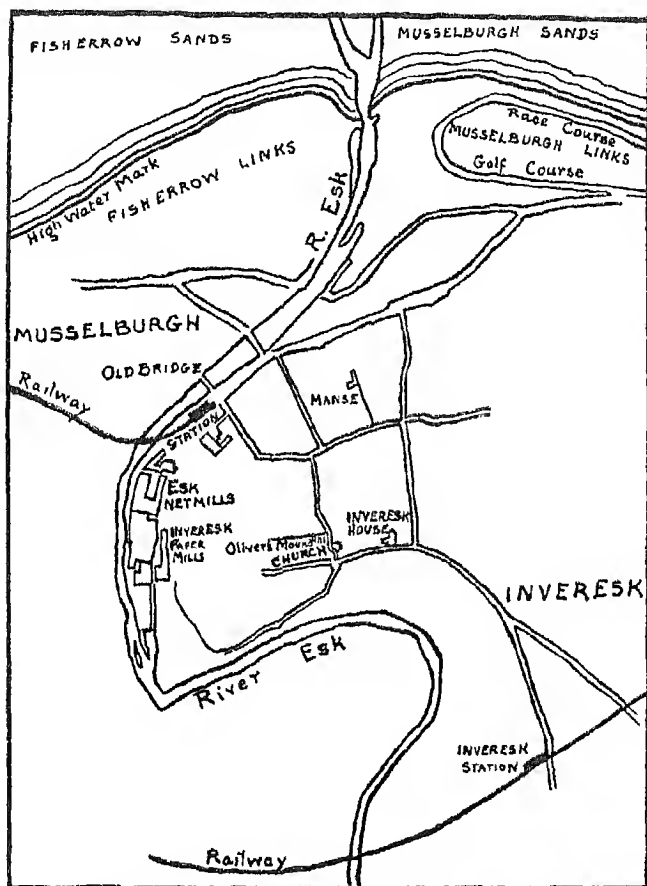 FISHERROW SANDS
MUSSELBURGH SANDS
Race Course
MUSSELBURGH LINKS
Golf Course
High Water Mark
FISHERROW LINKS
R. Esk
MUSSELBURGH
OLD BRIDGE
Railway
STATION
MANSE
ESK
NET MILLS
INVERESK
PAPER
MILLS
Olivers Mount
CHURCH
INVERESK
HOUSE
INVERESK
River Esk
INVERESK
STATION
Railway